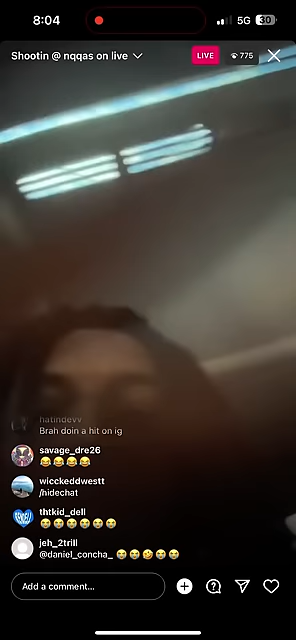 8:04
5G
30
Shootin @ nqqas on live
LIVE
775
hatindevv
Brah doin a hit on ig
savage_dre26
😂😂😂😂
wicckeddwestt
/hidechat
thtkid_dell
😭😭😭😭😭😭
jeh_2trill
@daniel_concha_ 😭😭🤣😭😭
Add a comment...